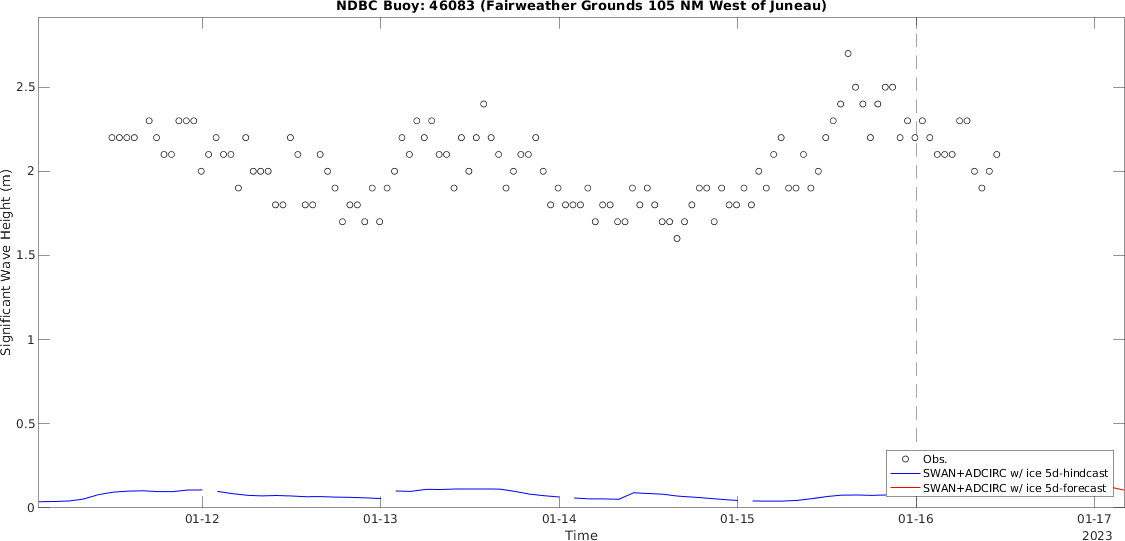 NDBC Buoy: 46083 (Fairweather Grounds 105 NM West of Juneau)
Significant Wave Height (m)
2.5
2
1.5
1
0.5
0
Obs.
SWAN+ADCIRC w/ ice 5d-hindcast
SWAN+ADCIRC w/ ice 5d-forecast
01-12
01-13
01-14
01-15
01-16
01-17
Time
2023